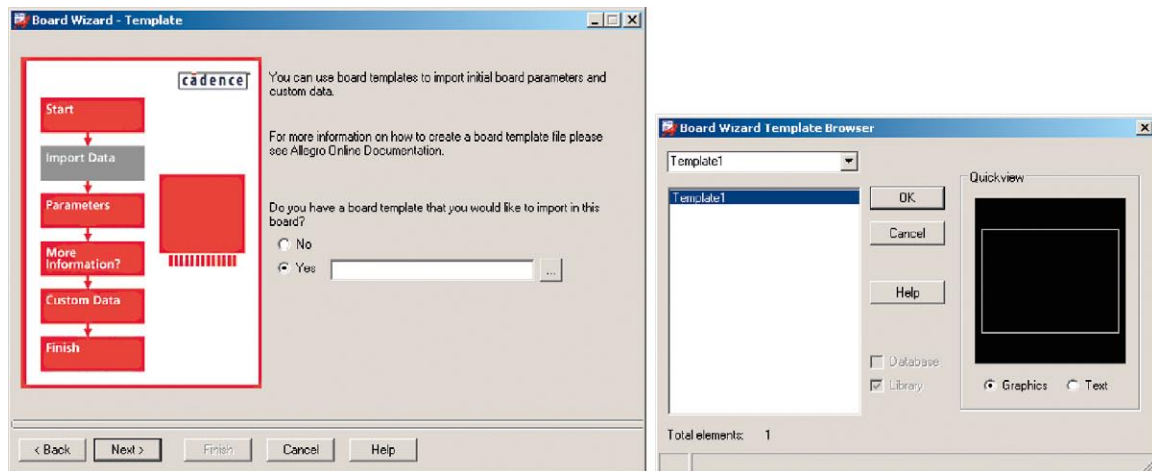 Board Wizard - Template
cādence
Start
Import Data
Parameters
More
Information?
Custom Data
Finish
You can use board templates to import initial board parameters and
custom data.
For more information on how to create a board template file please
see Allegro Online Documentation.
Do you have a board template that you would like to import in this
board?
No
Yes
...
< Back
Next >
Finish
Cancel
Help
Board Wizard Template Browser
Template1
Template1
OK
Cancel
Help
Database
Library
Quickview
Graphics
Text
Total elements: 1